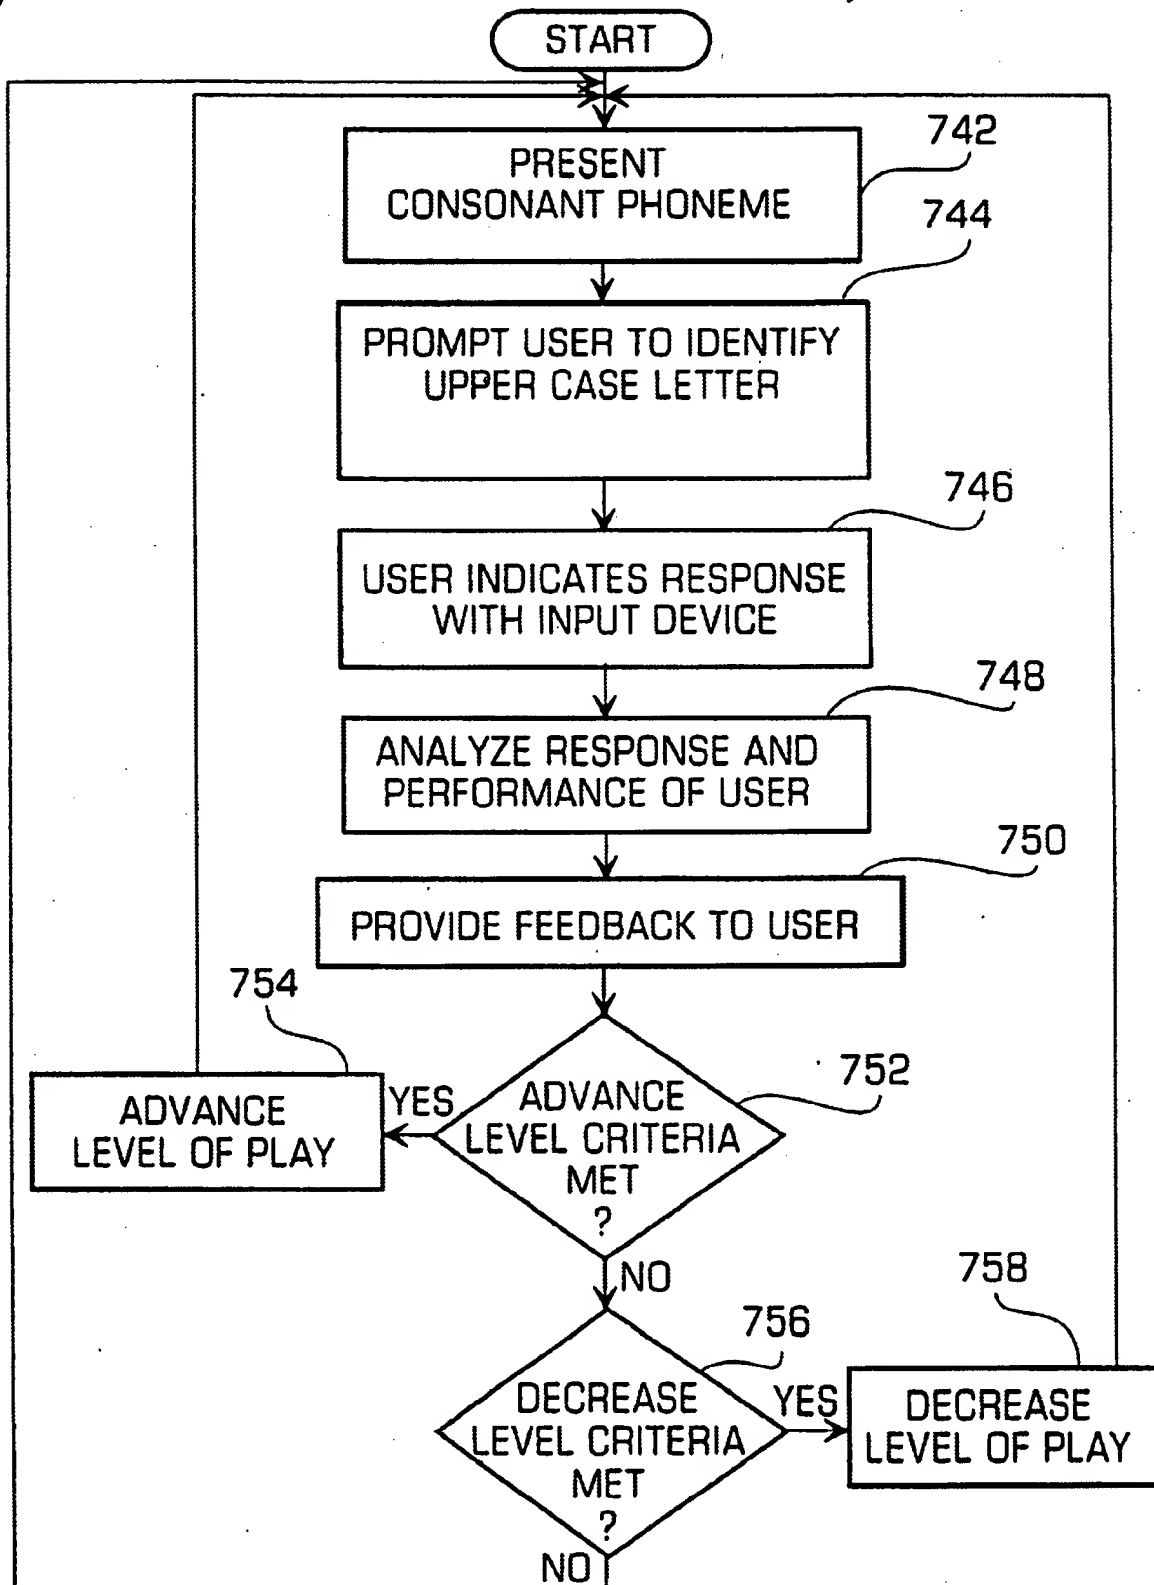 START
742
PRESENT
CONSONANT PHONEME
744
PROMPT USER TO IDENTIFY
UPPER CASE LETTER
746
USER INDICATES RESPONSE
WITH INPUT DEVICE
748
ANALYZE RESPONSE AND
PERFORMANCE OF USER
750
PROVIDE FEEDBACK TO USER
754
752
ADVANCE
LEVEL OF PLAY
YES
ADVANCE
LEVEL CRITERIA
MET
?
NO
758
756
DECREASE
LEVEL CRITERIA
MET
?
YES
DECREASE
LEVEL OF PLAY
NO